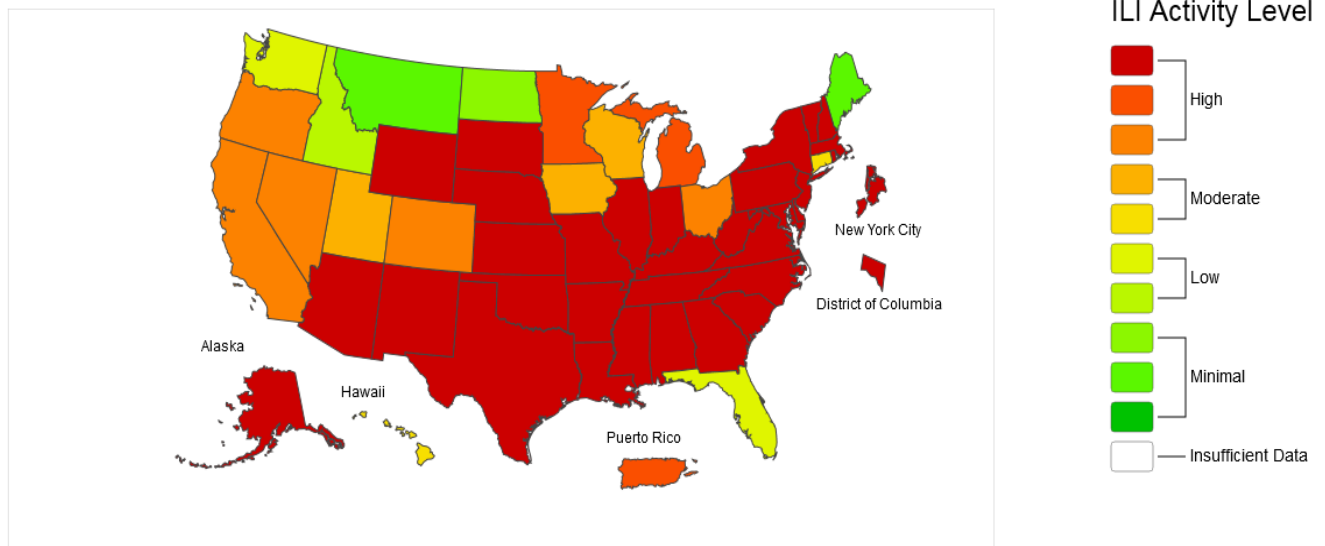 ILI Activity Level
High
Moderate
New York City
Low
District of Columbia
Alaska
Minimal
Hawaii
Puerto Rico
Insufficient Data